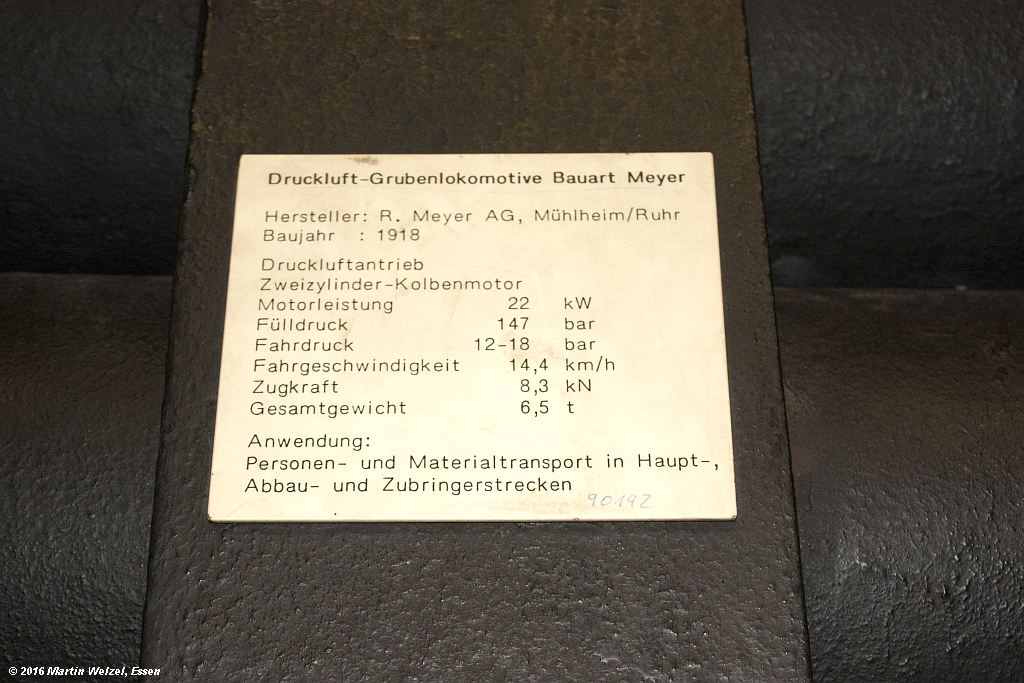 Druckluft-Grubenlokomotive Bauart Meyer
Hersteller: R. Meyer AG, Mühlheim/Ruhr
Baujahr : 1918
Druckluftantrieb
Zweizylinder-Kolbenmotor
Motorleistung 22 kW
Fülldruck 147 bar
Fahrdruck 12-18 bar
Fahrgeschwindigkeit 14,4 km/h
Zugkraft 8,3 kN
Gesamtgewicht 6,5 t
Anwendung:
Personen- und Materialtransport in Haupt-,
Abbau- und Zubringerstrecken
90142
© 2016 Martin Welzel, Essen